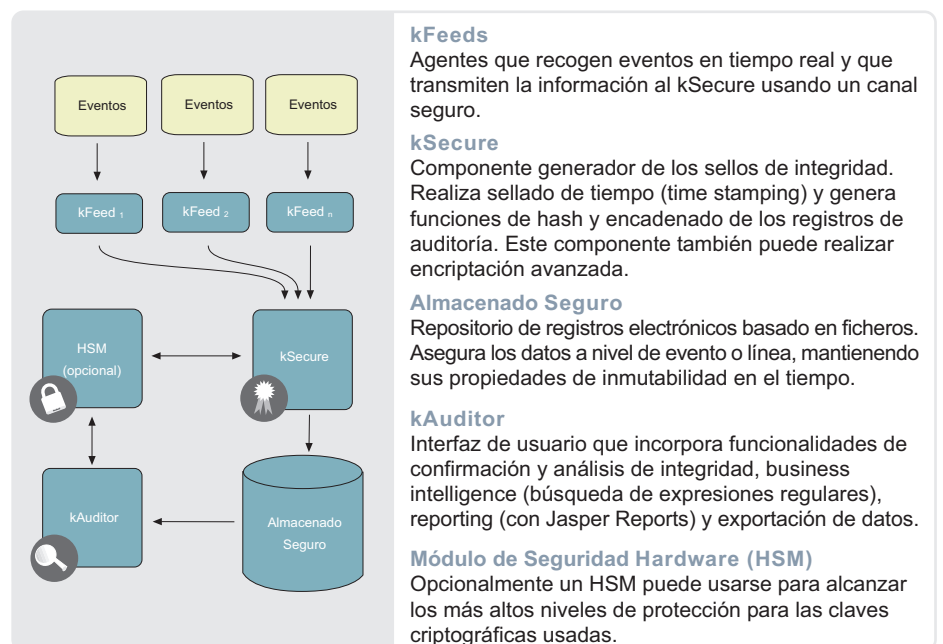 Eventos
Eventos
Eventos
kFeed 1
kFeed 2
kFeed n
HSM
(opcional)
kSecure
kAuditor
Almacenado
Seguro
kFeeds
Agentes que recogen eventos en tiempo real y que
transmiten la información al kSecure usando un canal
seguro.
kSecure
Componente generador de los sellos de integridad.
Realiza sellado de tiempo (time stamping) y genera
funciones de hash y encadenado de los registros de
auditoría. Este componente también puede realizar
encriptación avanzada.
Almacenado Seguro
Repositorio de registros electrónicos basado en ficheros.
Asegura los datos a nivel de evento o línea, mantienendo
sus propiedades de inmutabilidad en el tiempo.
kAuditor
Interfaz de usuario que incorpora funcionalidades de
confirmación y análisis de integridad, business
intelligence (búsqueda de expresiones regulares),
reporting (con Jasper Reports) y exportación de datos.
Módulo de Seguridad Hardware (HSM)
Opcionalmente un HSM puede usarse para alcanzar
los más altos niveles de protección para las claves
criptográficas usadas.